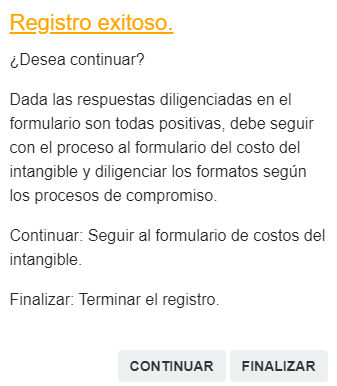 Registro exitoso.
¿Desea continuar?
Dada las respuestas diligenciadas en el
formulario son todas positivas, debe seguir
con el proceso al formulario del costo del
intangible y diligenciar los formatos según
los procesos de compromiso.
Continuar: Seguir al formulario de costos del
intangible.
Finalizar: Terminar el registro.
CONTINUAR FINALIZAR